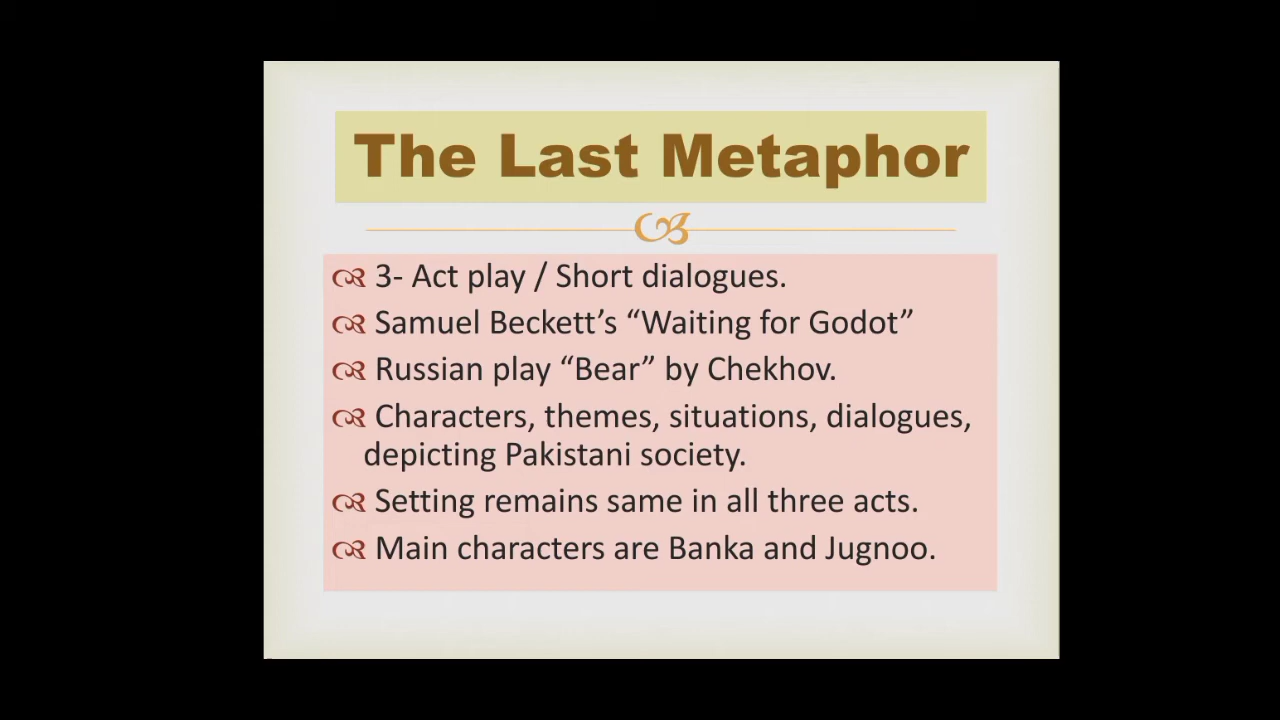 The Last Metaphor
3- Act play / Short dialogues.
Samuel Beckett’s “Waiting for Godot”
Russian play “Bear” by Chekhov.
Characters, themes, situations, dialogues,
depicting Pakistani society.
Setting remains same in all three acts.
Main characters are Banka and Jugnoo.